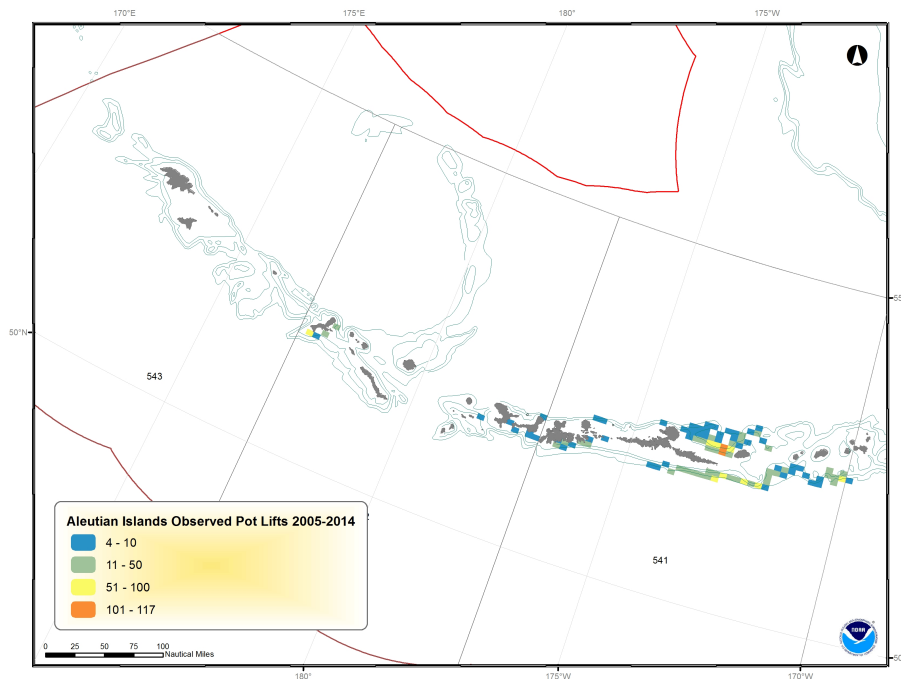 170°E 175°E 180° 175°W
55
50°N
543
541
2
Aleutian Islands Observed Pot Lifts 2005-2014
4 - 10
11 - 50
51 - 100
101 - 117
0 25 50 75 100
Nautical Miles
NOAA
50
180° 175°W 170°W